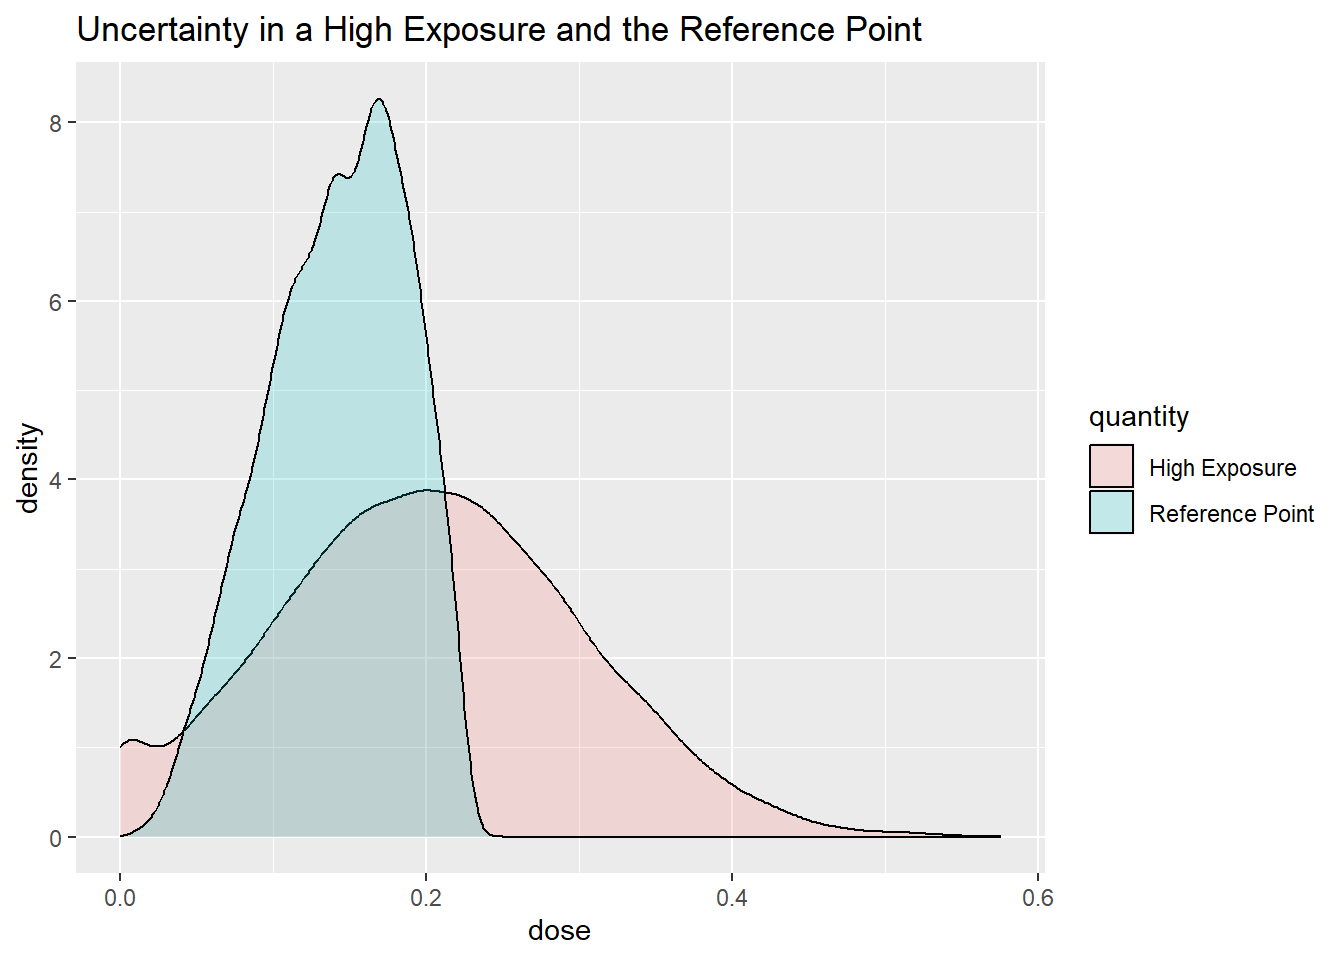 Uncertainty in a High Exposure and the Reference Point
8
6
4
2
0
density
0.0 0.2 0.4 0.6
dose
quantity
High Exposure
Reference Point